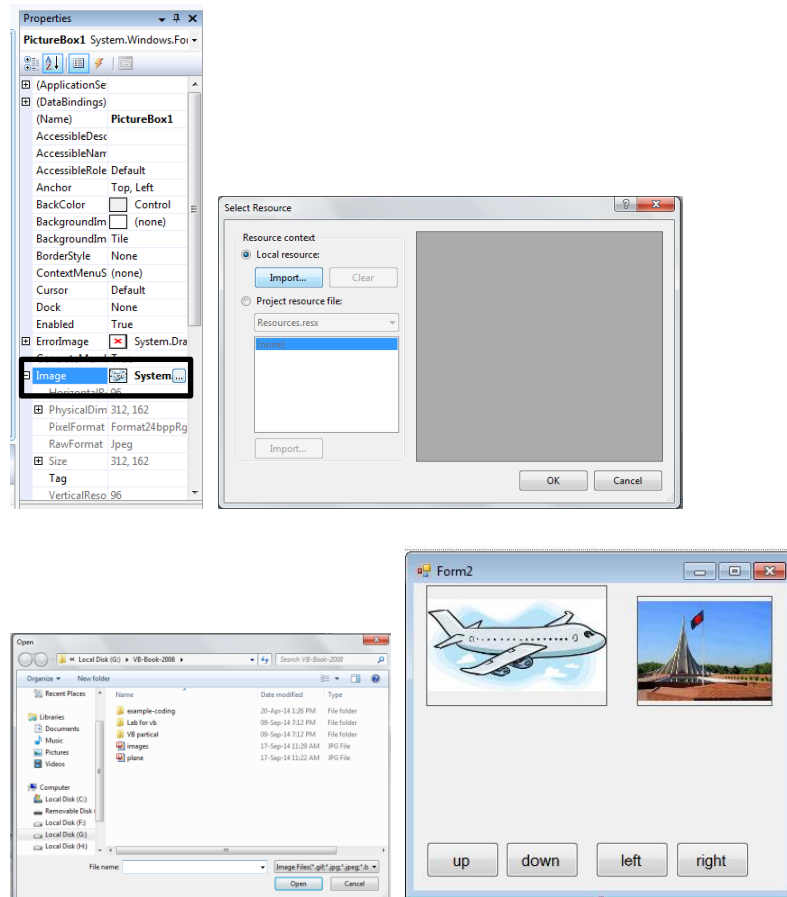 Properties
PictureBox1 System.Windows.For
(ApplicationSe
(DataBindings)
(Name) PictureBox1
AccessibleDesc
AccessibleNam
AccessibleRole Default
Anchor Top, Left
BackColor Control
BackgroundIm (none)
BackgroundIm Tile
BorderStyle None
ContextMenuS (none)
Cursor Default
Dock None
Enabled True
ErrorImage System.Dra
Image System ...
96
PhysicalDim 312, 162
PixelFormat Format24bppRg
RawFormat Jpeg
Size 312, 162
Tag
VerticalReso 96
Select Resource
Resource context
Local resource:
Import... Clear
Project resource file:
Resources.resx
(none)
Import...
OK Cancel
Open
« Local Disk (G:) VB-Book-2008
Search VB-Book-2008
Organize New folder
Recent Places
Libraries
Documents
Music
Pictures
Videos
Computer
Local Disk (C:)
Removable Disk
Local Disk (F:)
Local Disk (G:)
Local Disk (H:)
Name Date modified Type
example-coding 20-Apr-14 1:26 PM File folder
Lab for vb 09-Sep-14 7:12 PM File folder
VB partical 09-Sep-14 7:12 PM File folder
images 17-Sep-14 11:29 AM JPG File
plane 17-Sep-14 11:22 AM JPG File
File name:
Image Files(*.gif;*.jpg;*.jpeg;*.b
Open Cancel
Form2
up down left right